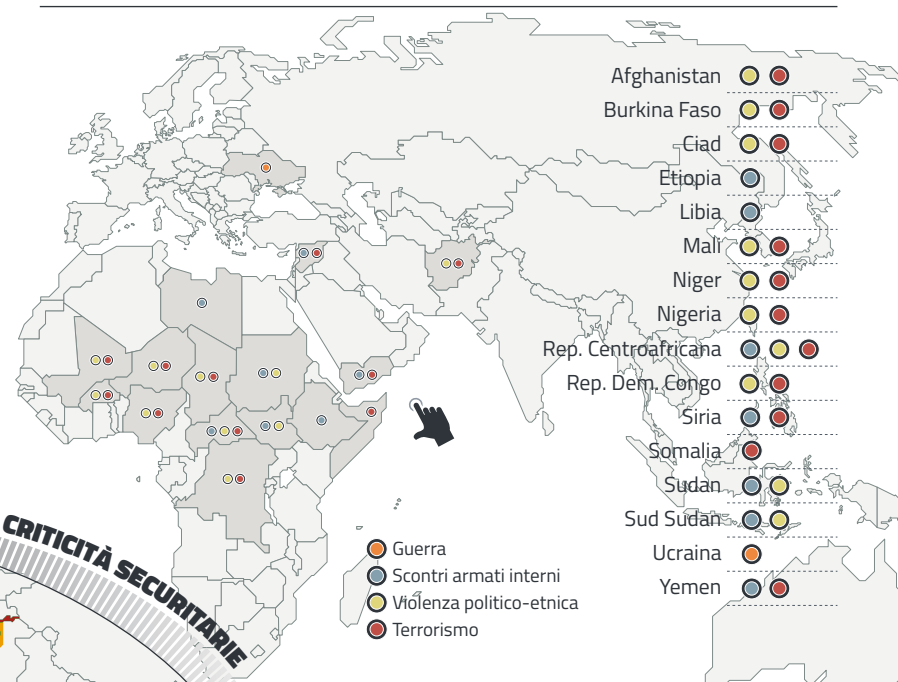 Afghanistan
Burkina Faso
Ciad
Etiopia
Libia
Mali
Niger
Nigeria
Rep. Centroafricana
Rep. Dem. Congo
Siria
Somalia
Sudan
Sud Sudan
Ucraina
Yemen
CRITICITÀ SECURITARIE
Guerra
Scontri armati interni
Violenza politico-etnica
Terrorismo